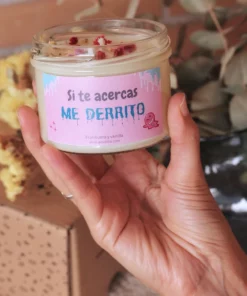 Si te acercas
ME DERRITO